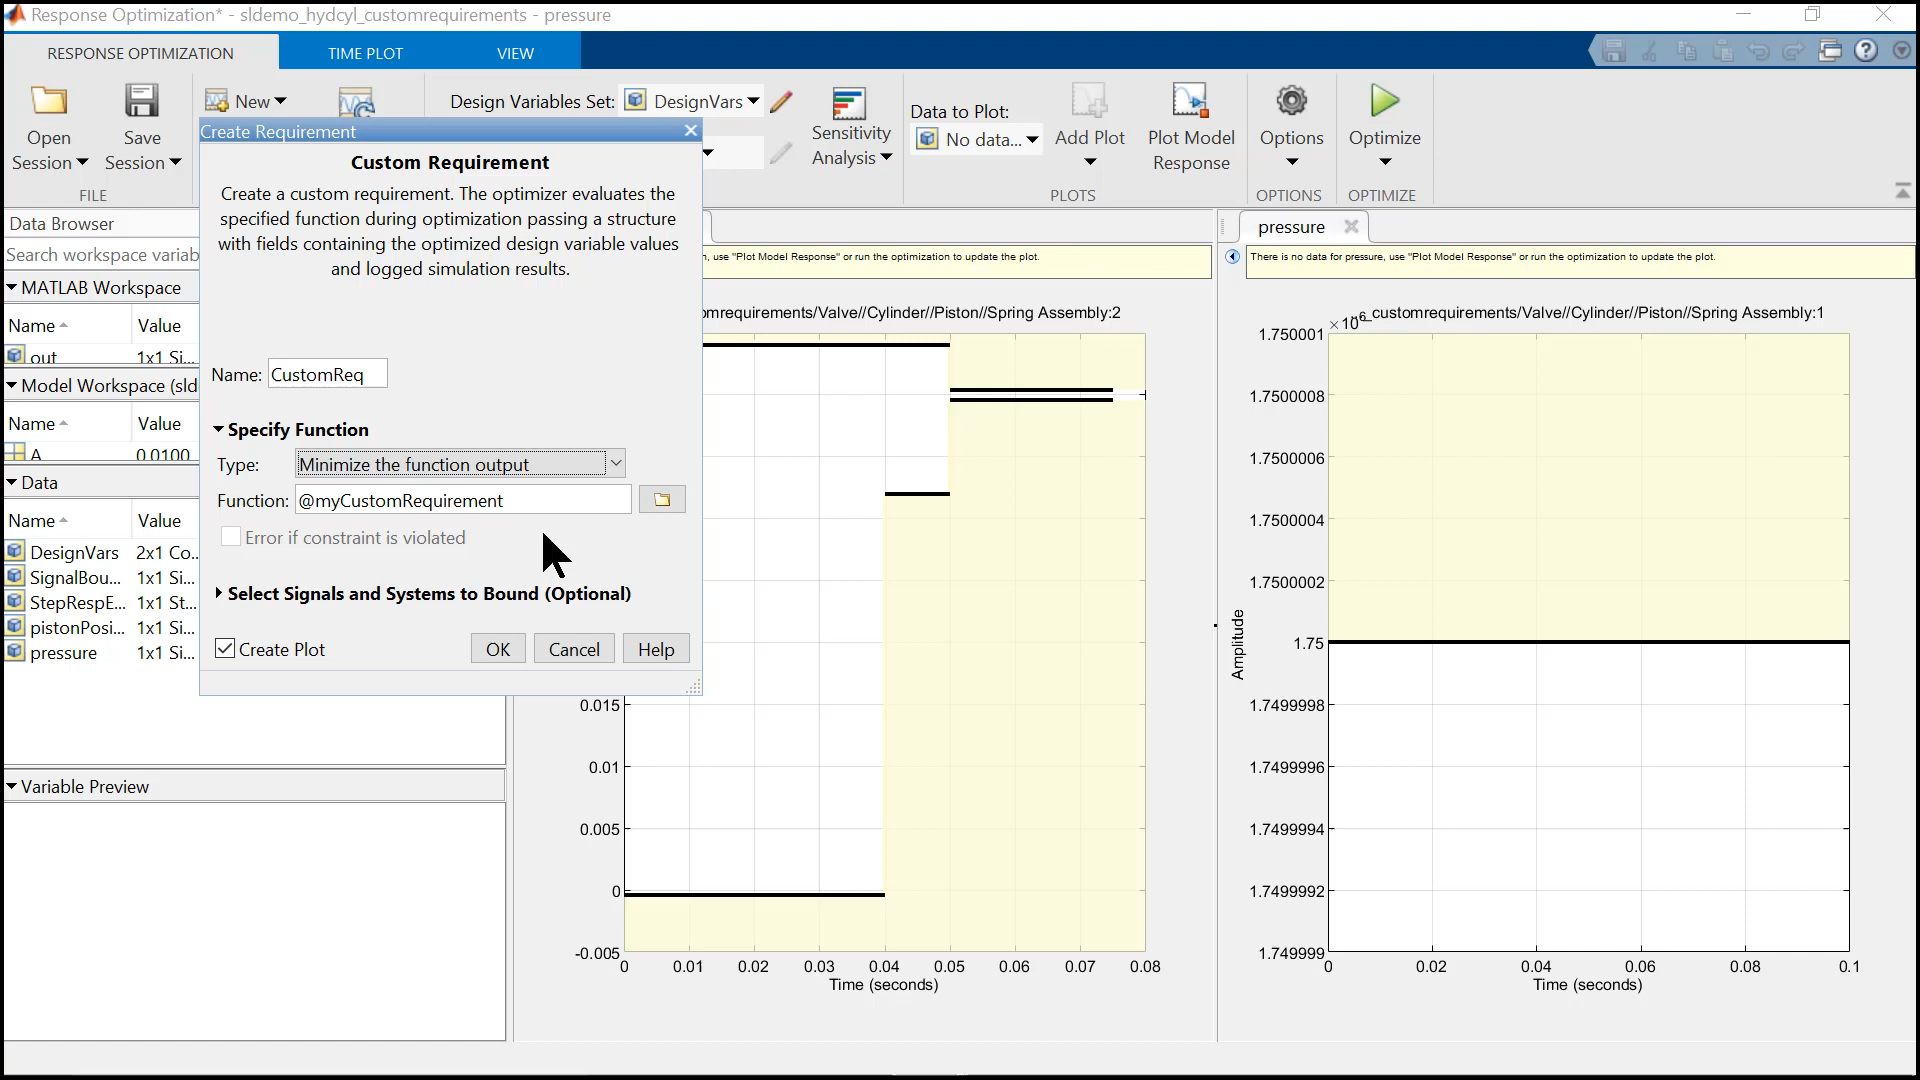 Response Optimization* - sldemo_hydcyl_customrequirements - pressure
RESPONSE OPTIMIZATION
TIME PLOT
VIEW
Open
Session
Save
Session
FILE
New
Design Variables Set:
DesignVars
Sensitivity
Analysis
Data to Plot:
No data...
Add Plot
Plot Model
Response
PLOTS
Options
OPTIONS
Optimize
OPTIMIZE
Create Requirement
Custom Requirement
Create a custom requirement. The optimizer evaluates the
specified function during optimization passing a structure
with fields containing the optimized design variable values
and logged simulation results.
Name: CustomReq
Specify Function
Type: Minimize the function output
Function: @myCustomRequirement
Error if constraint is violated
Select Signals and Systems to Bound (Optional)
Create Plot
OK
Cancel
Help
Data Browser
Search workspace variab
MATLAB Workspace
Name
Value
out
1x1 Si...
Model Workspace (sld
Name
Value
A
0.0100
Data
Name
Value
DesignVars 2x1 Co...
SignalBou... 1x1 Si...
StepRespE... 1x1 St...
pistonPosi... 1x1 Si...
pressure 1x1 Si...
Variable Preview
, use "Plot Model Response" or run the optimization to update the plot.
omrequirements/Valve//Cylinder//Piston//Spring Assembly:2
0.015
0.01
0.005
0
-0.005
0 0.01 0.02 0.03 0.04 0.05 0.06 0.07 0.08
Time (seconds)
pressure
There is no data for pressure, use "Plot Model Response" or run the optimization to update the plot.
_customrequirements/Valve//Cylinder//Piston//Spring Assembly:1
×10⁶
1.750001
1.7500008
1.7500006
1.7500004
1.7500002
1.75
1.7499998
1.7499996
1.7499994
1.7499992
1.749999
Amplitude
0 0.02 0.04 0.06 0.08 0.1
Time (seconds)